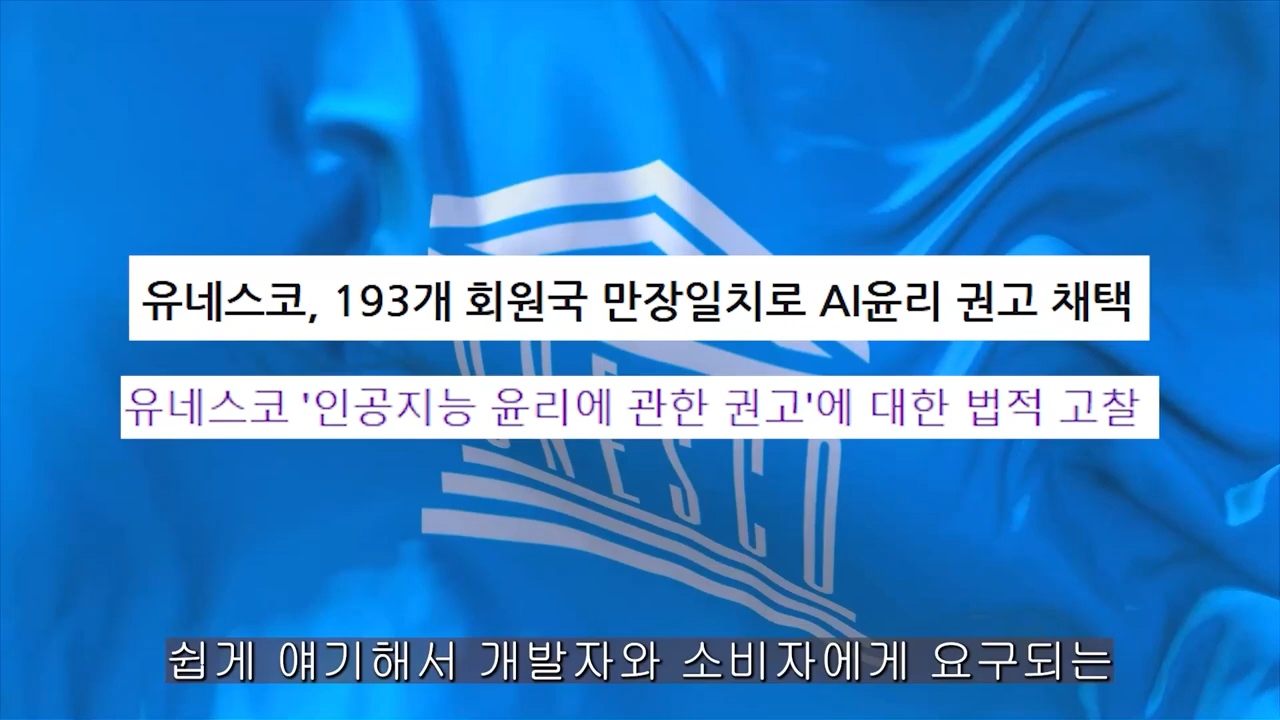 유네스코, 193개 회원국 만장일치로 AI윤리 권고 채택
유네스코 '인공지능 윤리에 관한 권고'에 대한 법적 고찰
UNESCO
쉽게 얘기해서 개발자와 소비자에게 요구되는